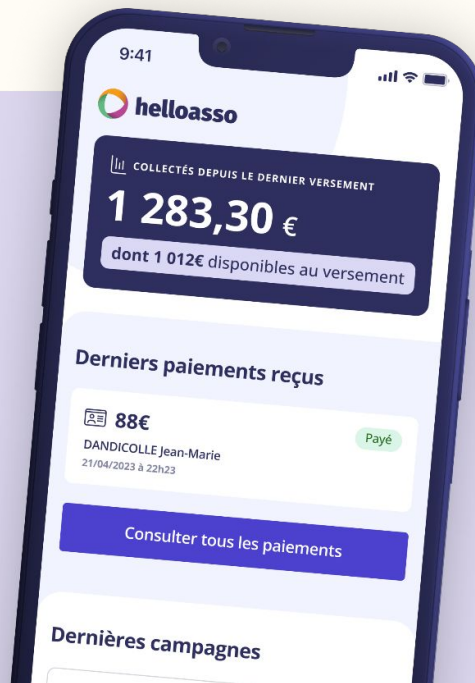 9:41
helloasso
COLLECTÉS DEPUIS LE DERNIER VERSEMENT
1 283,30 €
dont 1 012€ disponibles au versement
Derniers paiements reçus
88€
Payé
DANDICOLLE Jean-Marie
21/04/2023 à 22h23
Consulter tous les paiements
Dernières campagnes